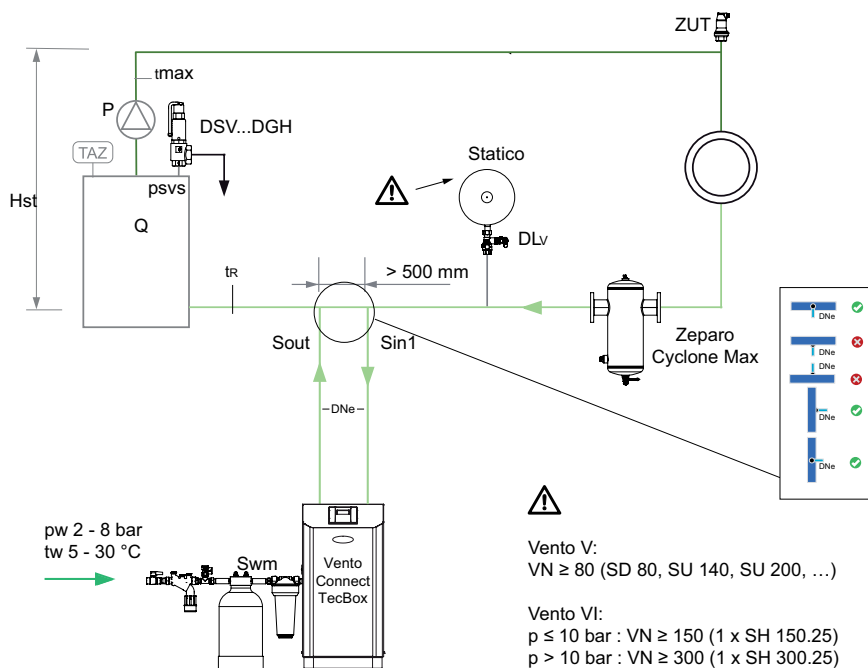 ZUT
tmax
P
DSV...DGH
TAZ
Statico
psvs
Hst
Q
DLV
tR
> 500 mm
DNe
Zeparo
Cyclone Max
Sout
Sin1
DNe
DNe
DNe
DNe
DNe
pw 2 - 8 bar
tw 5 - 30 °C
Swm
Vento
Connect
TecBox
Vento V:
VN ≥ 80 (SD 80, SU 140, SU 200, …)
Vento VI:
p ≤ 10 bar : VN ≥ 150 (1 x SH 150.25)
p > 10 bar : VN ≥ 300 (1 x SH 300.25)